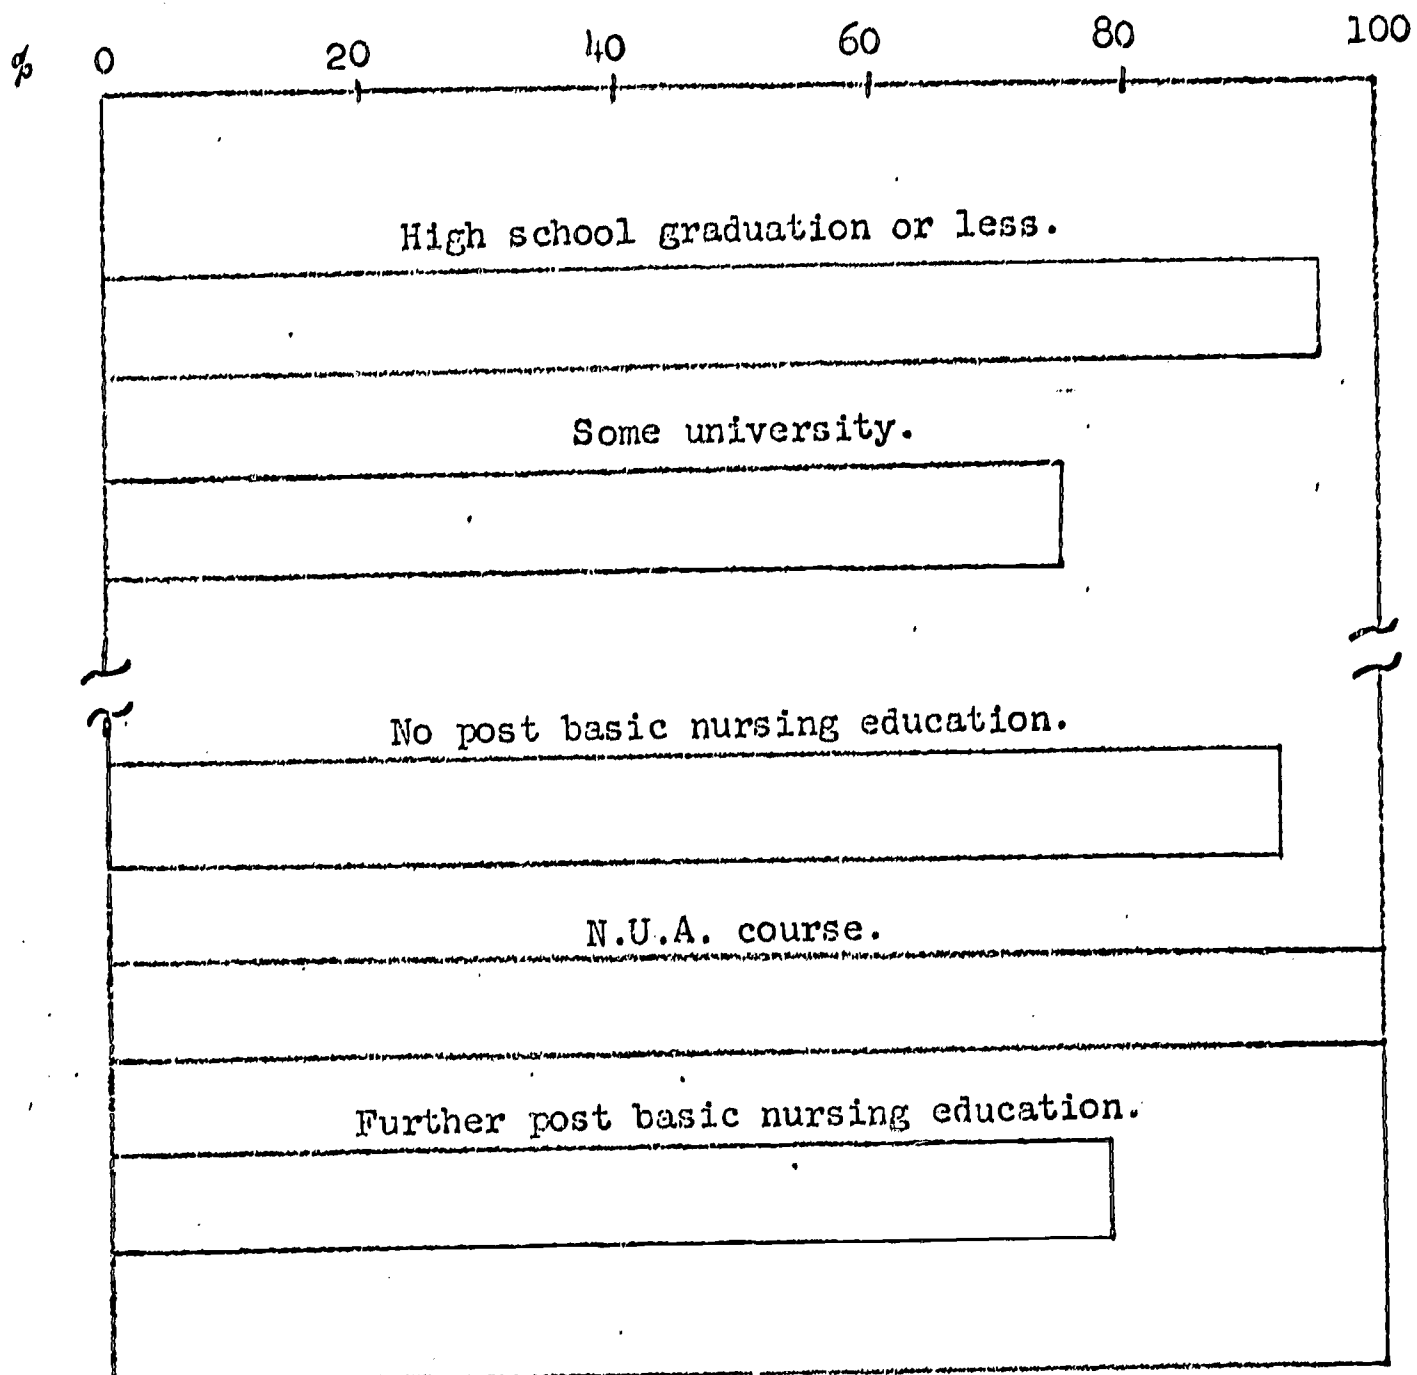 % 0 20 40 60 80 100
High school graduation or less.
Some university.
No post basic nursing education.
N.U.A. course.
Further post basic nursing education.